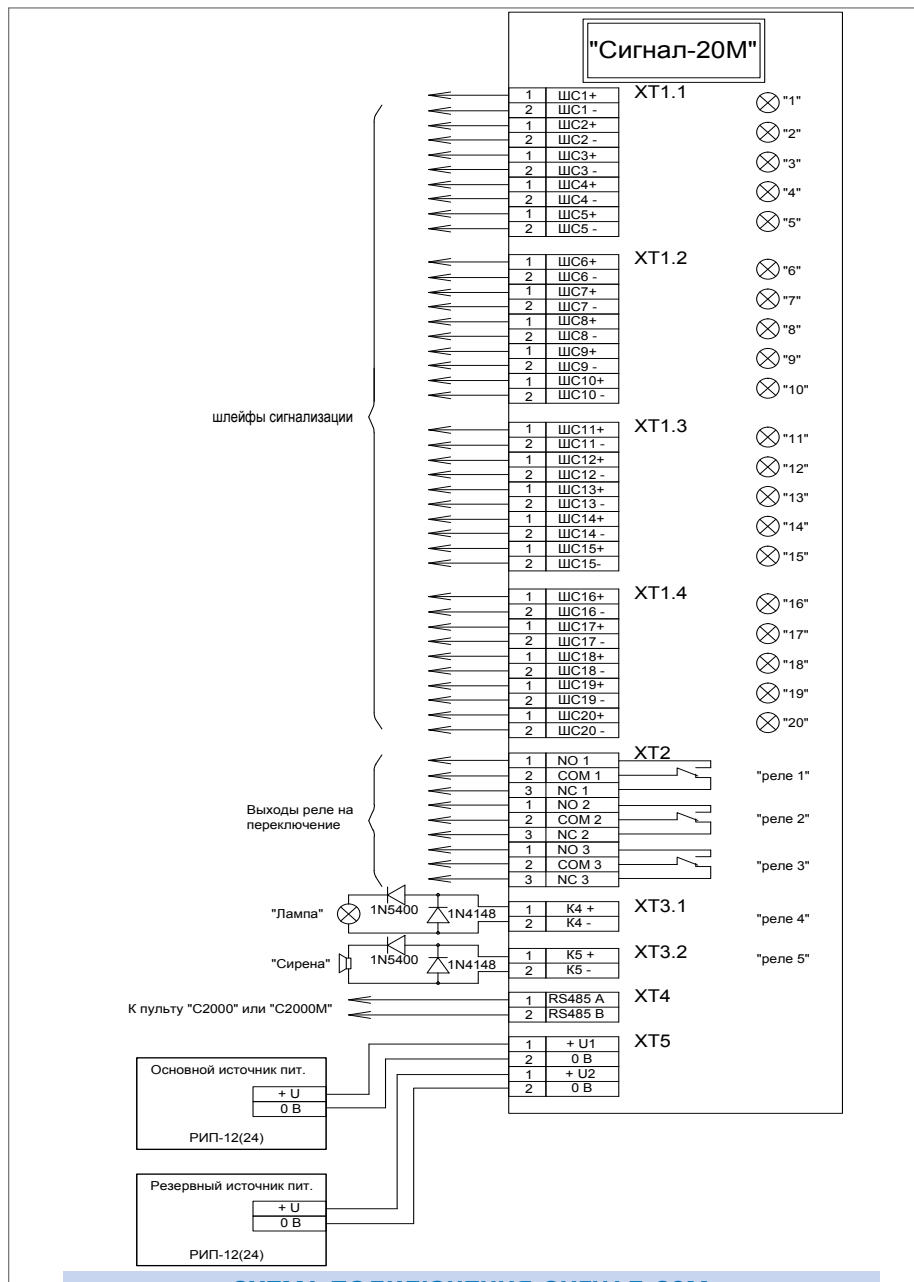 "Сигнал-20М"
1 ШС1+ XT1.1 "1"
2 ШС1 -
1 ШС2+ "2"
2 ШС2 -
1 ШС3+ "3"
2 ШС3 -
1 ШС4+ "4"
2 ШС4 -
1 ШС5+ "5"
2 ШС5 -
1 ШС6+ XT1.2 "6"
2 ШС6 -
1 ШС7+ "7"
2 ШС7 -
1 ШС8+ "8"
2 ШС8 -
1 ШС9+ "9"
2 ШС9 -
1 ШС10+ "10"
2 ШС10 -
шлейфы сигнализации
1 ШС11+ XT1.3 "11"
2 ШС11 -
1 ШС12+ "12"
2 ШС12 -
1 ШС13+ "13"
2 ШС13 -
1 ШС14+ "14"
2 ШС14 -
1 ШС15+ "15"
2 ШС15-
1 ШС16+ XT1.4 "16"
2 ШС16 -
1 ШС17+ "17"
2 ШС17 -
1 ШС18+ "18"
2 ШС18 -
1 ШС19+ "19"
2 ШС19 -
1 ШС20+ "20"
2 ШС20 -
XT2
1 NO 1
2 COM 1 "реле 1"
3 NC 1
Выходы реле на
переключение
1 NO 2
2 COM 2 "реле 2"
3 NC 2
1 NO 3
2 COM 3 "реле 3"
3 NC 3
"Лампа" 1N5400 1N4148
1 К4 + XT3.1 "реле 4"
2 К4 -
"Сирена" 1N5400 1N4148
1 К5 + XT3.2 "реле 5"
2 К5 -
К пульту "С2000" или "С2000М"
1 RS485 A XT4
2 RS485 B
1 + U1 XT5
2 0 В
1 + U2
2 0 В
Основной источник пит.
+ U
0 В
РИП-12(24)
Резервный источник пит.
+ U
0 В
РИП-12(24)
СХЕМА ПОДКЛЮЧЕНИЯ СИГНАЛ-20М